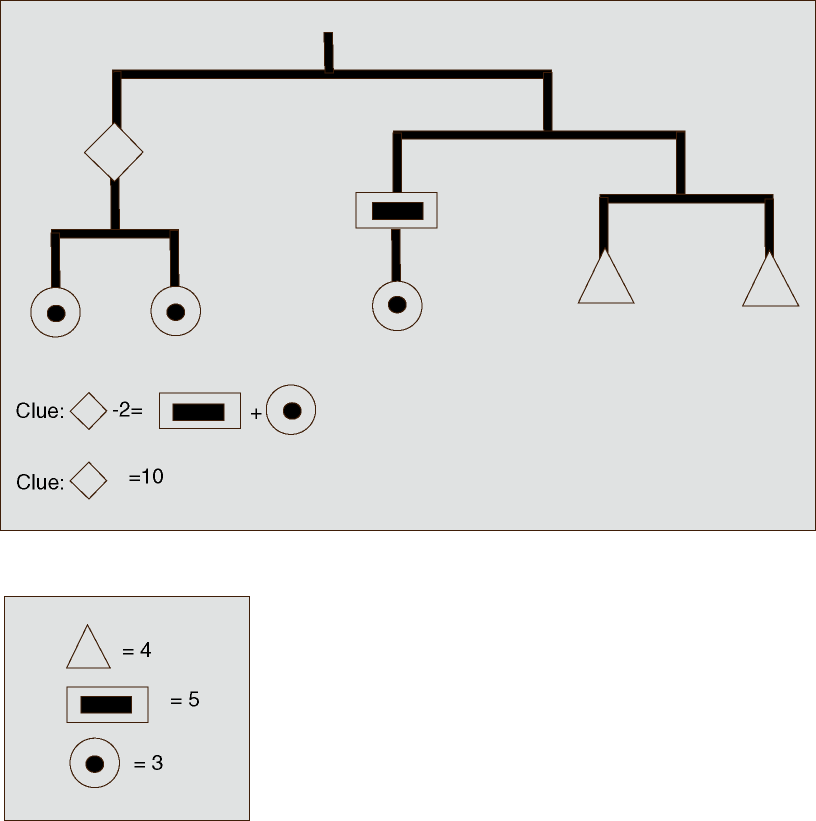 Clue: -2= +
Clue: =10
= 4
= 5
= 3